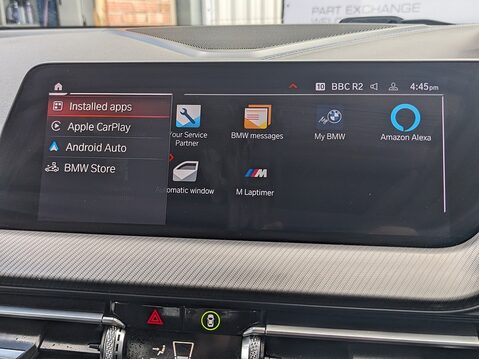 PART EXCHANGE
10 BBC R2 4:45pm
Installed apps
Apple CarPlay
Android Auto
BMW Store
Your Service
Partner
BMW messages
My BMW
Amazon Alexa
Automatic window
M Laptimer